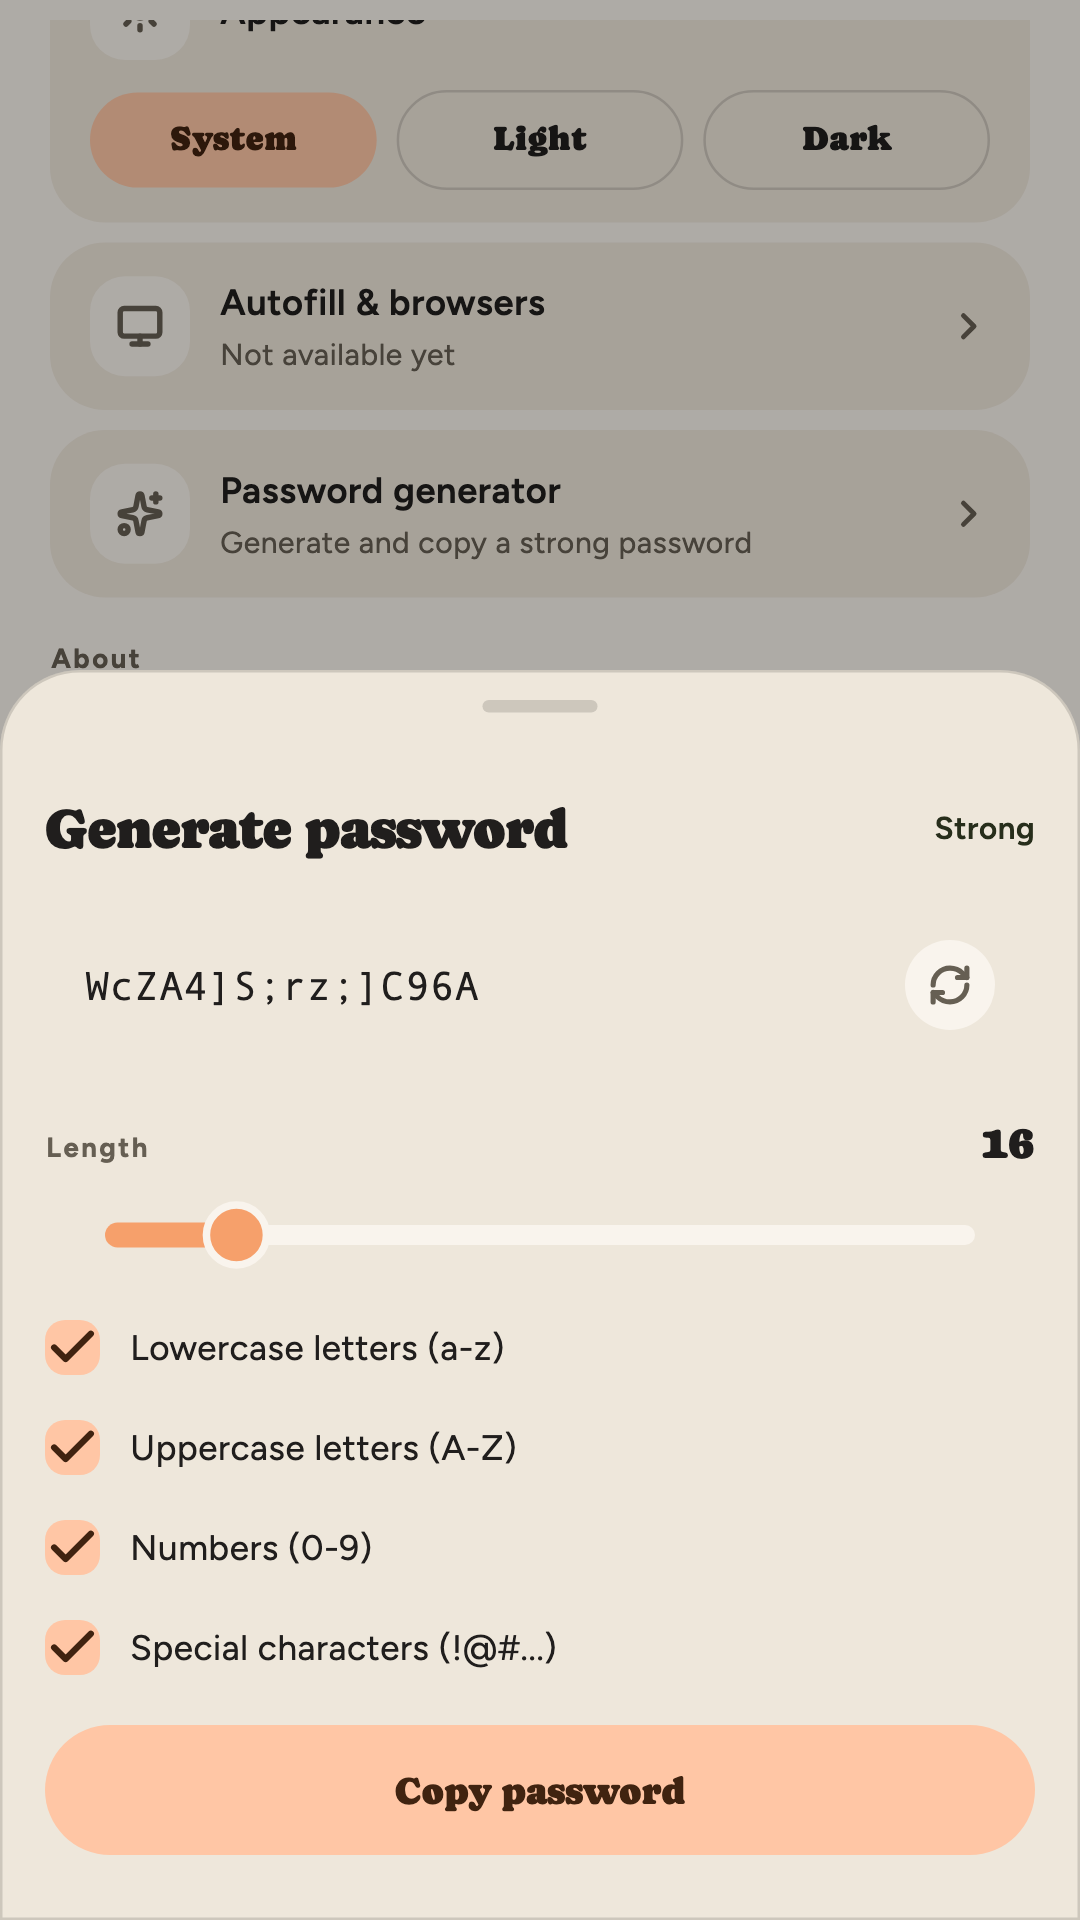 Appearance
System
Light
Dark
Autofill & browsers
Not available yet
Password generator
Generate and copy a strong password
About
Generate password
Strong
WcZA4]S;rz;]C96A
Length
16
Lowercase letters (a-z)
Uppercase letters (A-Z)
Numbers (0-9)
Special characters (!@#...)
Copy password